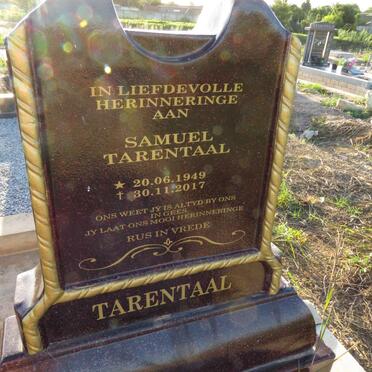 IN LIEFDEVOLLE
HERINNERINGE
AAN
SAMUEL
TARENTAAL
★ 20.06.1949
† 30.11.2017
ONS WEET JY IS ALTYD BY ONS
IN GEES
JY LAAT ONS MOOI HERINNERINGE
RUS IN VREDE
TARENTAAL